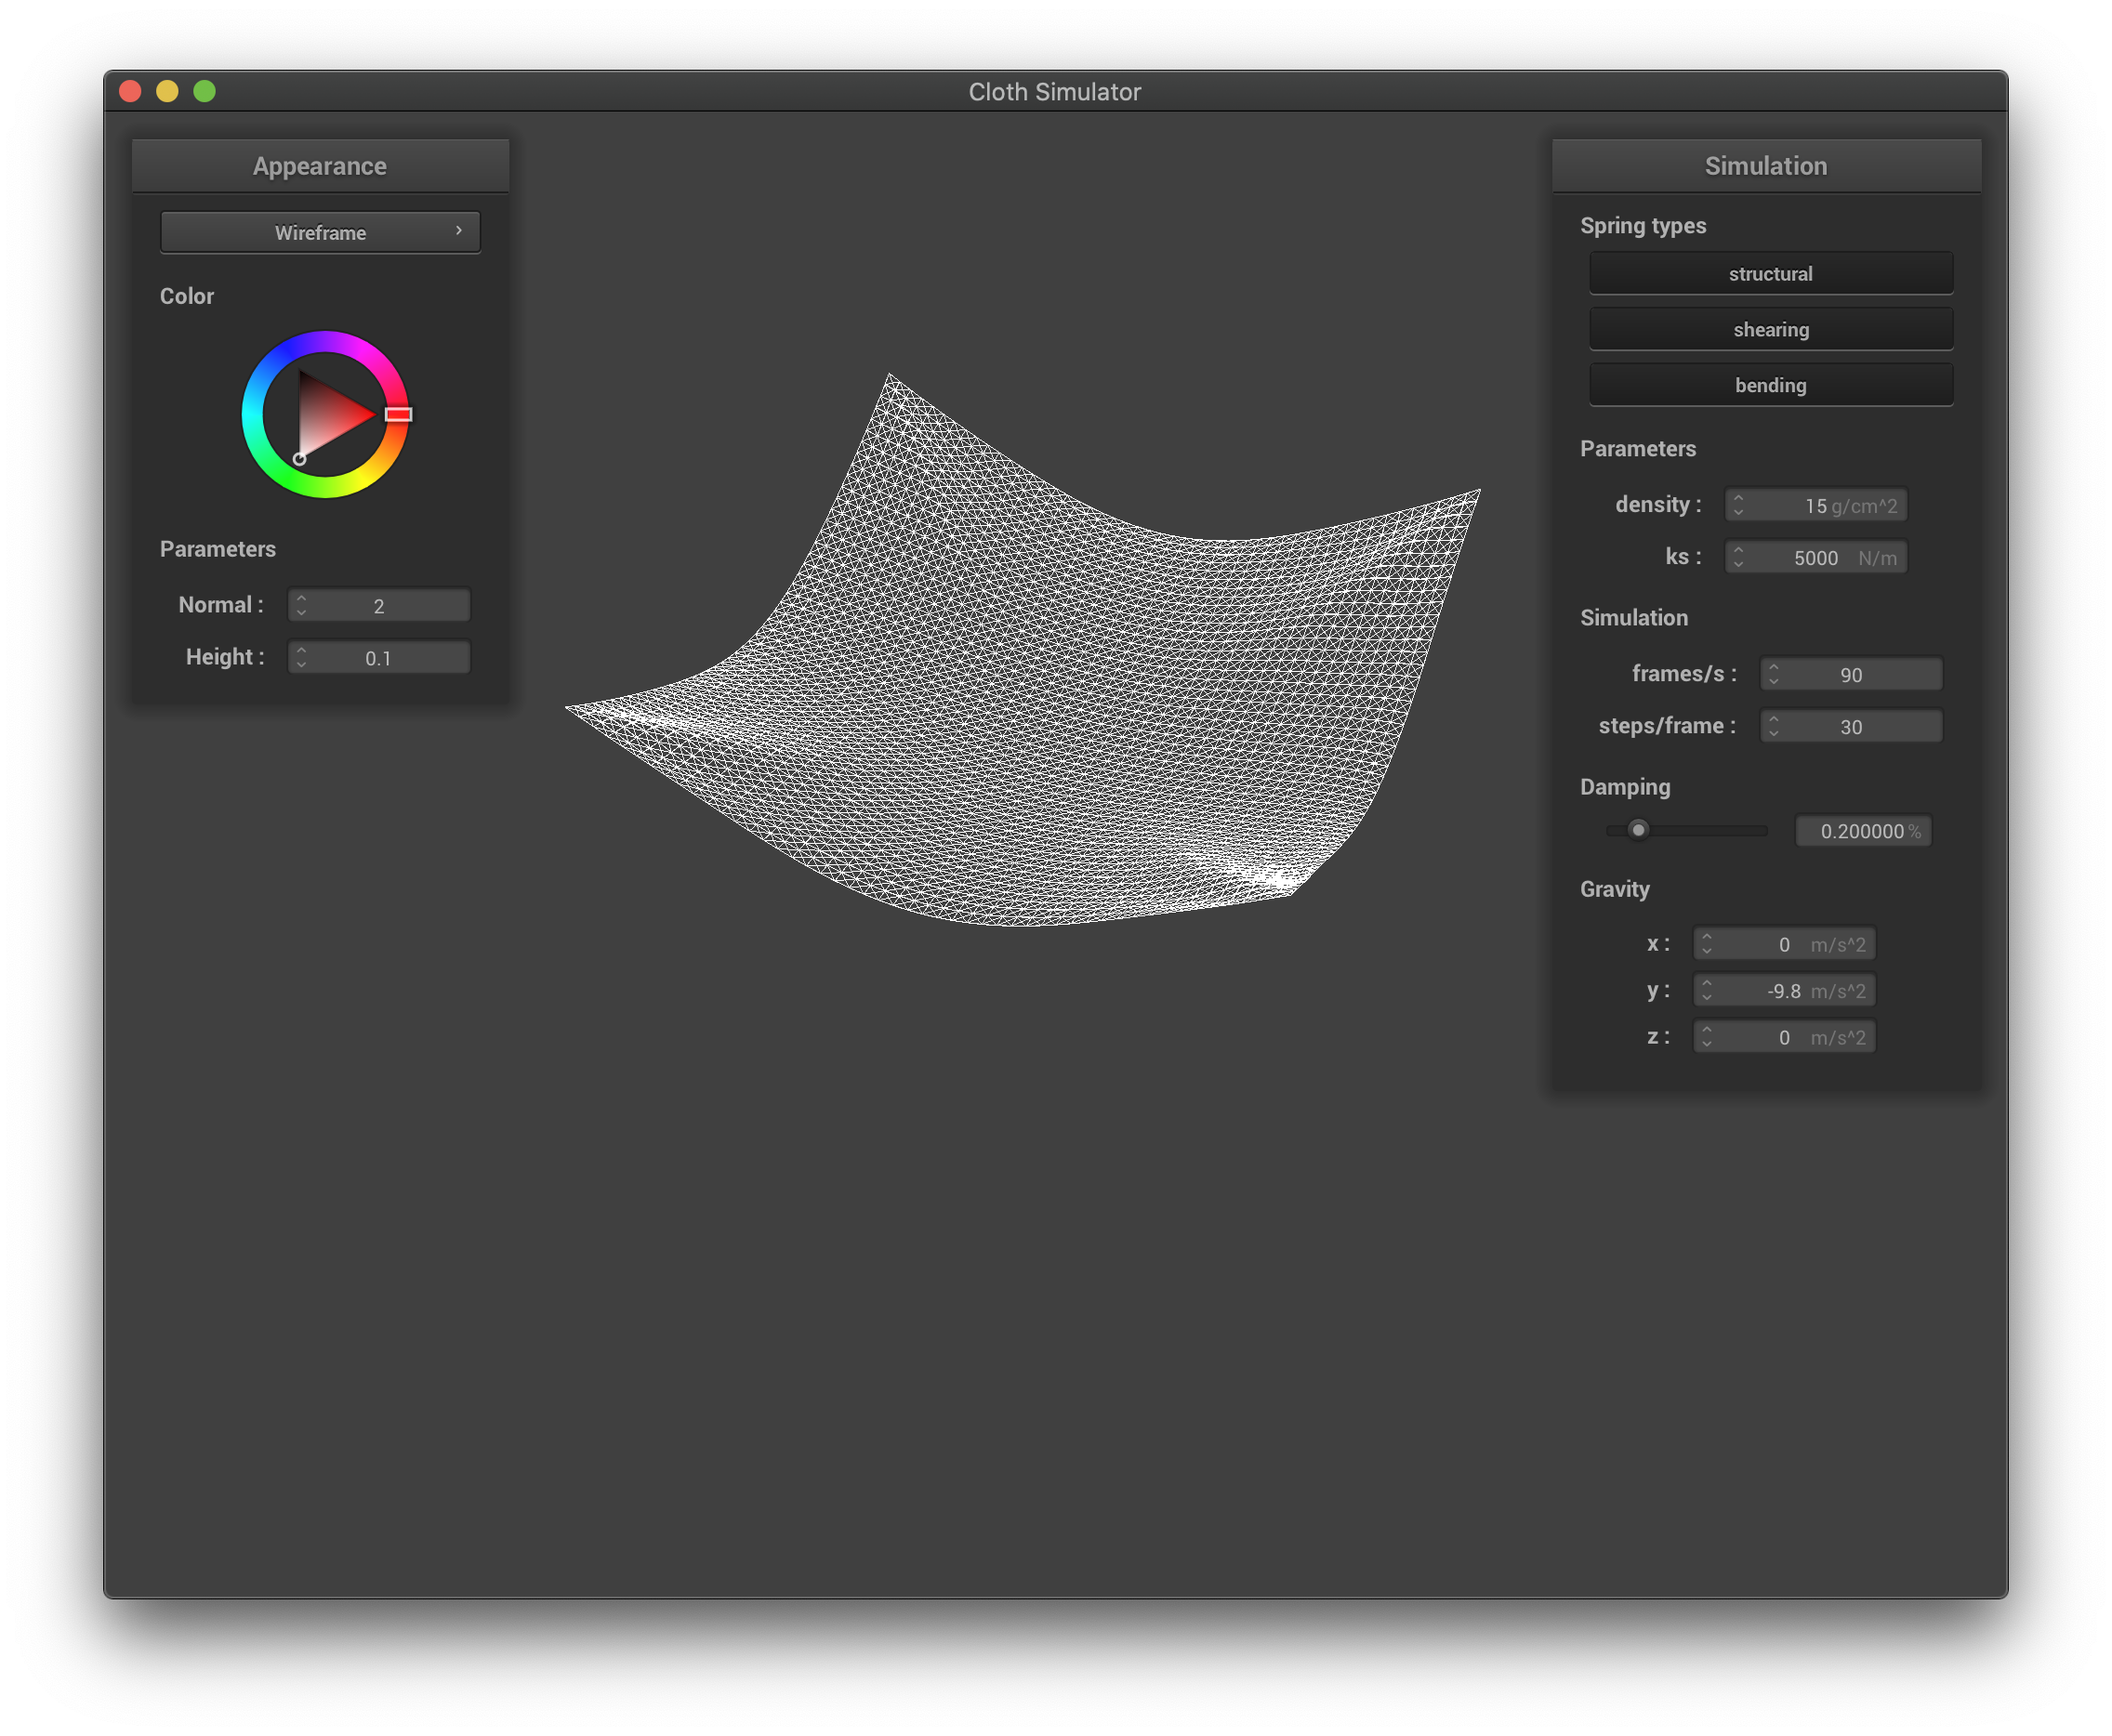 Cloth Simulator
Appearance
Wireframe
Color
Parameters
Normal : 2
Height : 0.1
Simulation
Spring types
structural
shearing
bending
Parameters
density : 15 g/cm^2
ks : 5000 N/m
Simulation
frames/s : 90
steps/frame : 30
Damping
0.200000 %
Gravity
x : 0 m/s^2
y : -9.8 m/s^2
z : 0 m/s^2